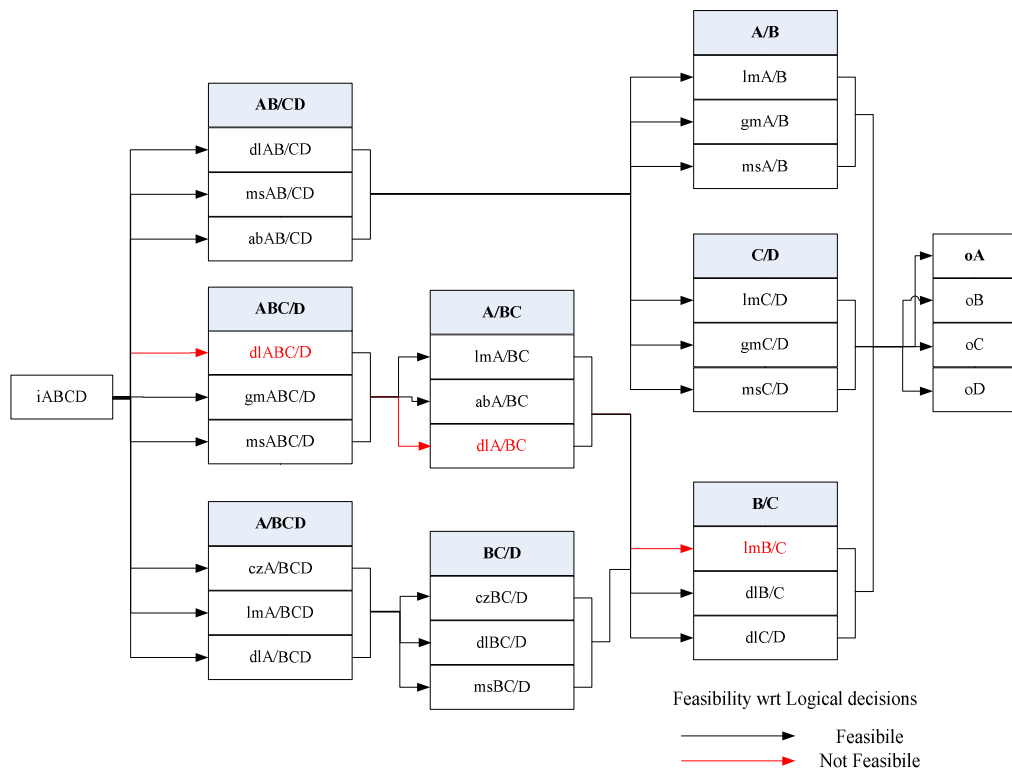 iABCD
AB/CD
dlAB/CD
msAB/CD
abAB/CD
ABC/D
dlABC/D
gmABC/D
msABC/D
A/BCD
czA/BCD
lmA/BCD
dlA/BCD
A/BC
lmA/BC
abA/BC
dlA/BC
BC/D
czBC/D
dlBC/D
msBC/D
A/B
lmA/B
gmA/B
msA/B
C/D
lmC/D
gmC/D
msC/D
B/C
lmB/C
dlB/C
dlC/D
oA
oB
oC
oD
Feasibility wrt Logical decisions
Feasibile
Not Feasibile